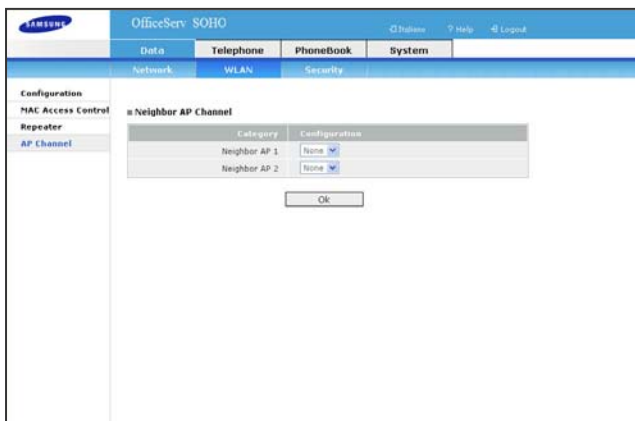 SAMSUNG
OfficeServ SOHO
Italiano ? Help Logout
Data Telephone PhoneBook System
Network WLAN Security
Configuration
MAC Access Control
Repeater
AP Channel
Neighbor AP Channel
Category Configuration
Neighbor AP 1 None
Neighbor AP 2 None
Ok